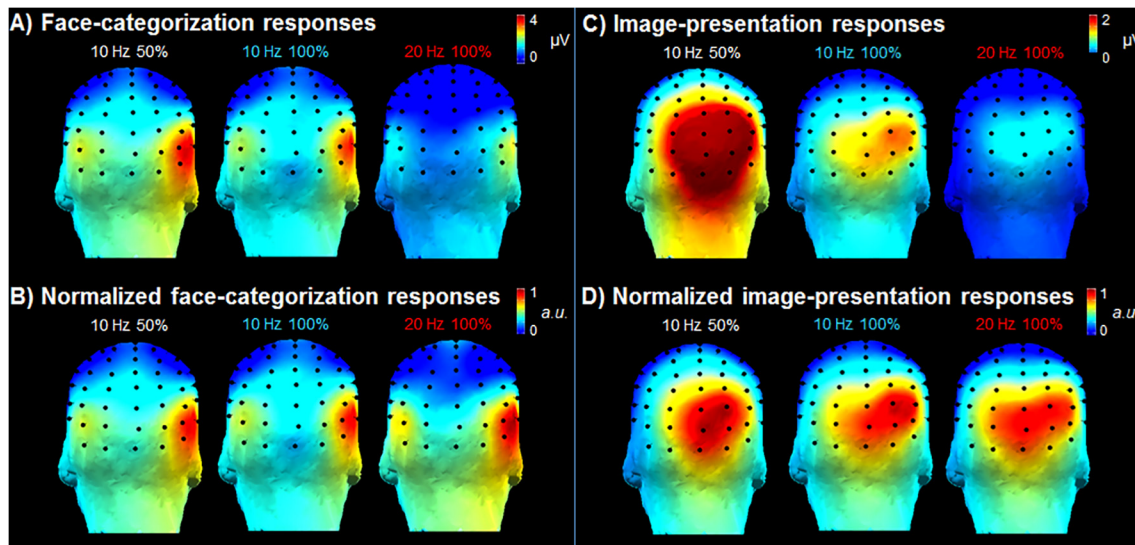 A) Face-categorization responses
4
µV
0
10 Hz 50%
10 Hz 100%
20 Hz 100%
B) Normalized face-categorization responses
1
a.u.
0
10 Hz 50%
10 Hz 100%
20 Hz 100%
C) Image-presentation responses
2
µV
0
10 Hz 50%
10 Hz 100%
20 Hz 100%
D) Normalized image-presentation responses
1
a.u.
0
10 Hz 50%
10 Hz 100%
20 Hz 100%